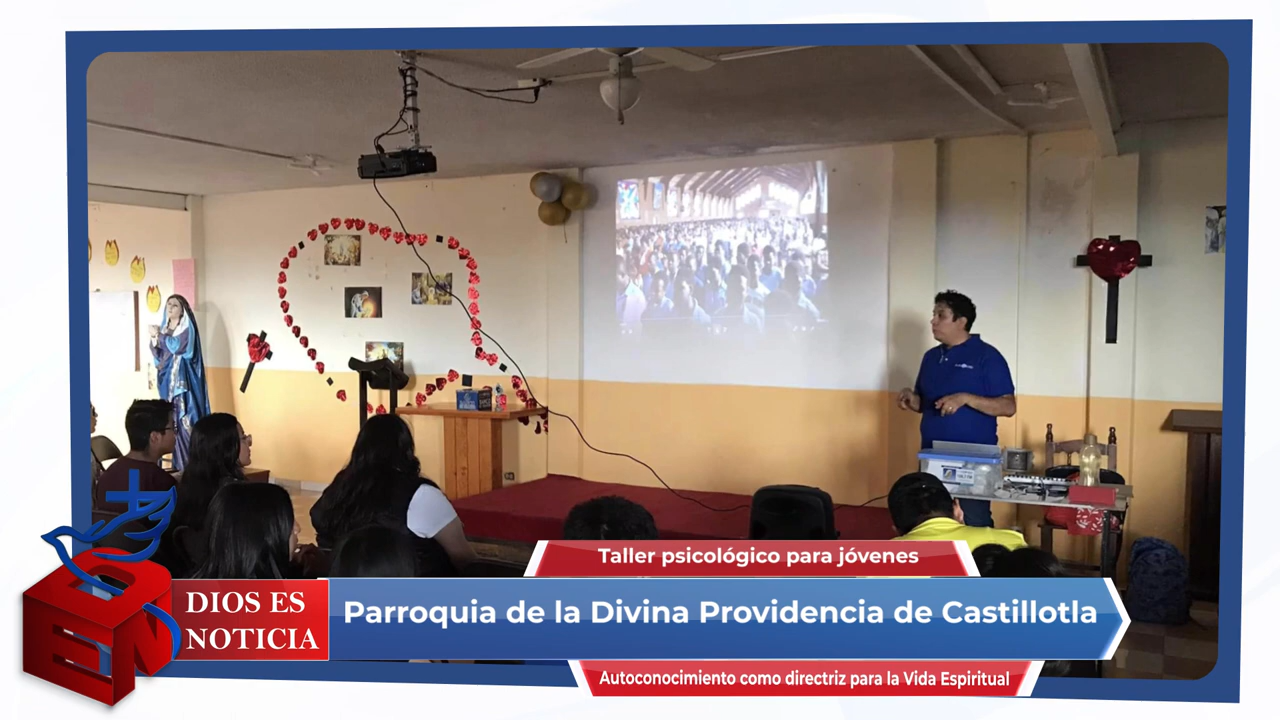 Taller psicológico para jóvenes
DIOS ES
NOTICIA
Parroquia de la Divina Providencia de Castillotla
Autoconocimiento como directriz para la Vida Espiritual
DEN